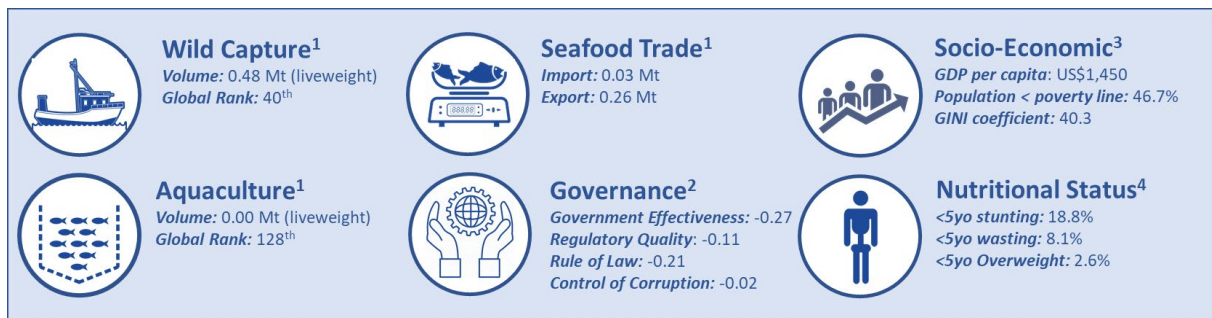 Wild Capture1
Volume: 0.48 Mt (liveweight)
Global Rank: 40th
Seafood Trade1
Import: 0.03 Mt
Export: 0.26 Mt
Socio-Economic3
GDP per capita: US$1,450
Population < poverty line: 46.7%
GINI coefficient: 40.3
Aquaculture1
Volume: 0.00 Mt (liveweight)
Global Rank: 128th
Governance2
Government Effectiveness: -0.27
Regulatory Quality: -0.11
Rule of Law: -0.21
Control of Corruption: -0.02
Nutritional Status4
<5yo stunting: 18.8%
<5yo wasting: 8.1%
<5yo Overweight: 2.6%